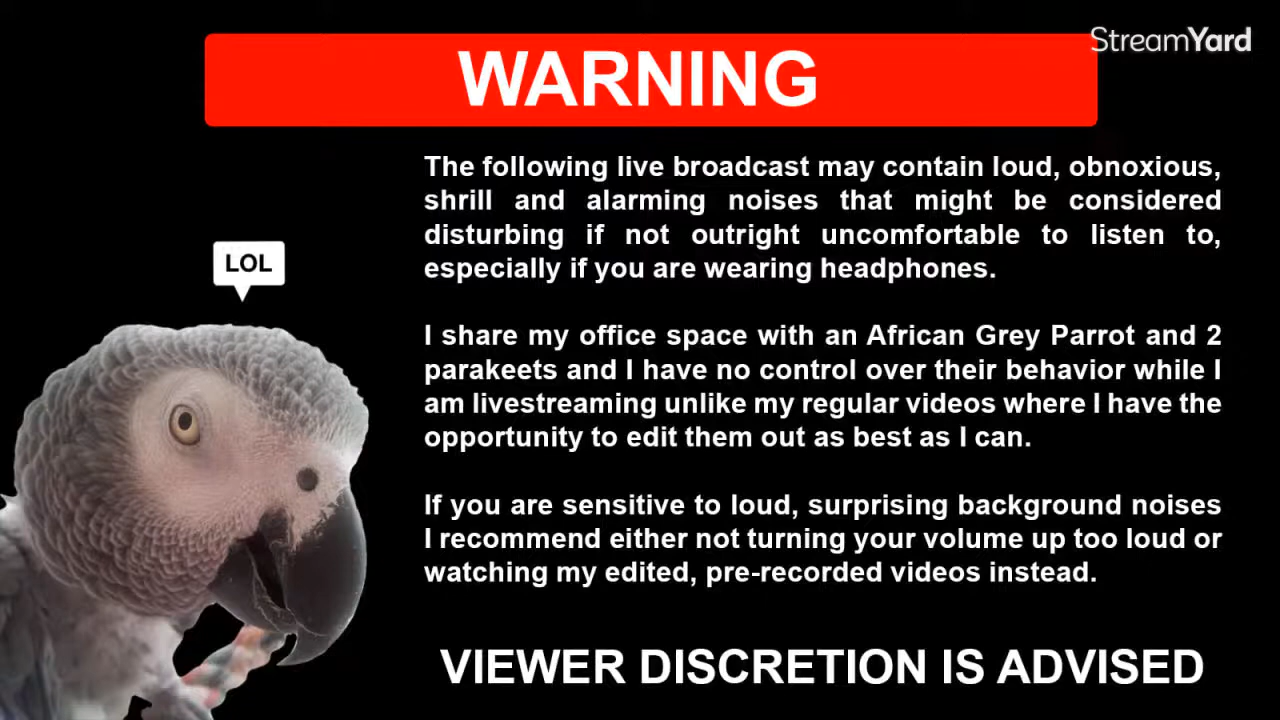 StreamYard
WARNING
The following live broadcast may contain loud, obnoxious,
shrill and alarming noises that might be considered
disturbing if not outright uncomfortable to listen to,
especially if you are wearing headphones.
I share my office space with an African Grey Parrot and 2
parakeets and I have no control over their behavior while I
am livestreaming unlike my regular videos where I have the
opportunity to edit them out as best as I can.
If you are sensitive to loud, surprising background noises
I recommend either not turning your volume up too loud or
watching my edited, pre-recorded videos instead.
LOL
VIEWER DISCRETION IS ADVISED